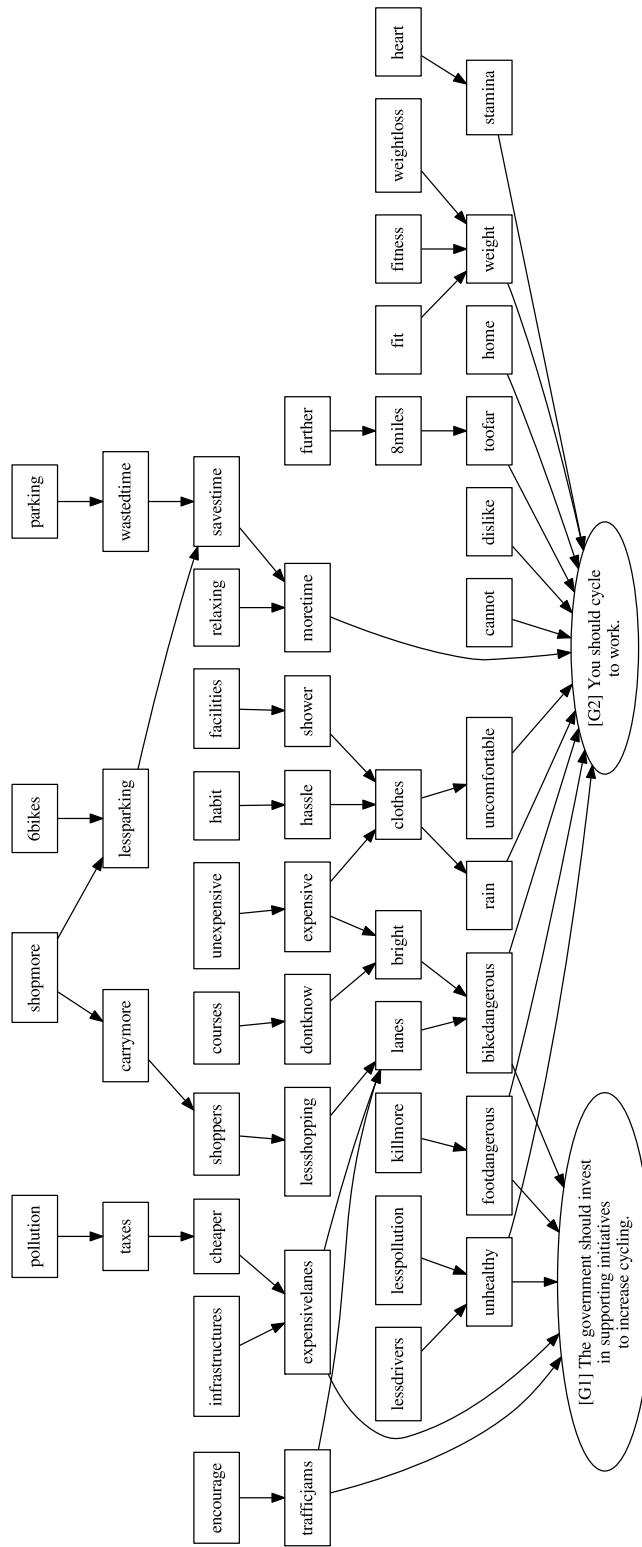 pollution
shopmore
6bikes
parking
taxes
carrymore
lessparking
wastedtime
encourage
infrastructures
cheaper
shoppers
courses
unexpensive
habit
facilities
relaxing
savestime
trafficjams
expensivelanes
lessshopping
dontknow
expensive
hassle
shower
moretime
further
lessdrivers
lesspollution
killmore
lanes
bright
clothes
8miles
fit
fitness
weightloss
heart
unhealthy
footdangerous
bikedangerous
rain
uncomfortable
cannot
dislike
toofar
home
weight
stamina
[G1] The government should invest
in supporting initiatives
to increase cycling.
[G2] You should cycle
to work.